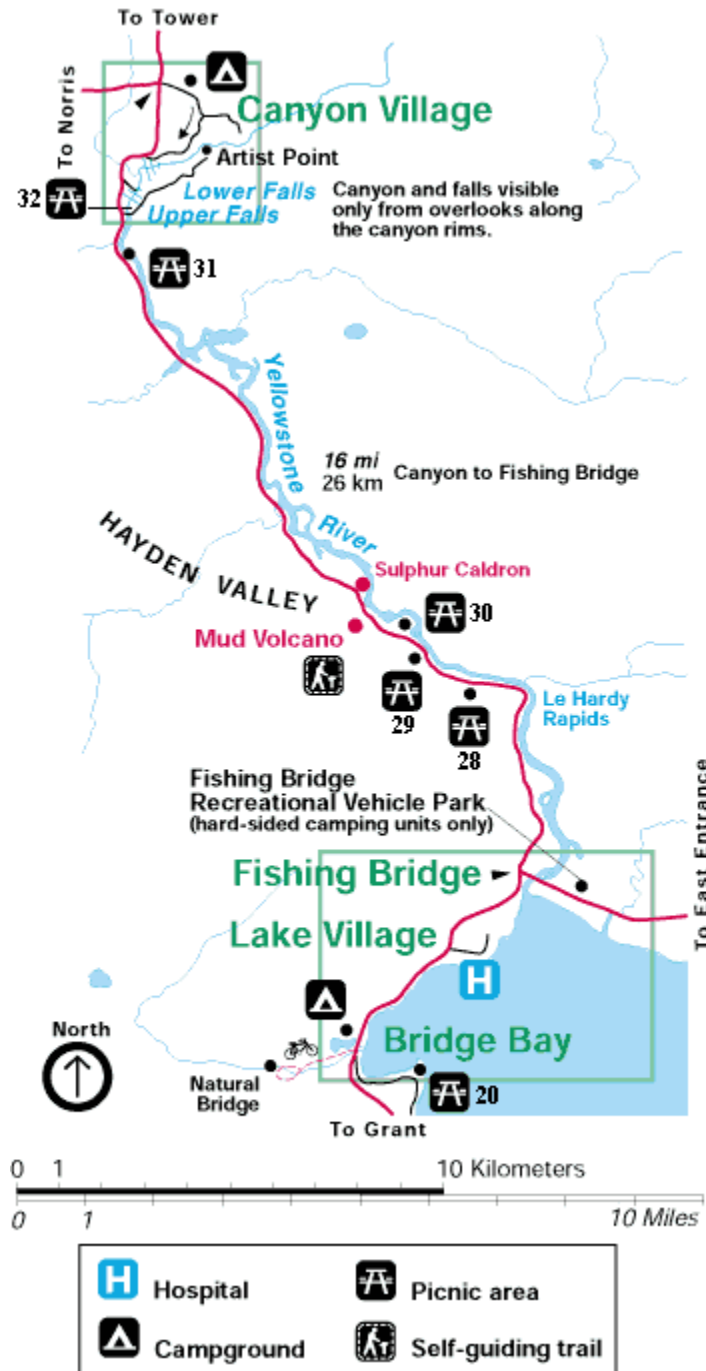 To Tower
To Norris
Canyon Village
Artist Point
Lower Falls
Upper Falls
32
Canyon and falls visible
only from overlooks along
the canyon rims.
31
Yellowstone
River
16 mi
26 km
Canyon to Fishing Bridge
HAYDEN VALLEY
Sulphur Caldron
30
Mud Volcano
29
28
Le Hardy
Rapids
Fishing Bridge
Recreational Vehicle Park
(hard-sided camping units only)
To East Entrance
Fishing Bridge
Lake Village
H
Bridge Bay
North
Natural
Bridge
20
To Grant
0 1 10 Kilometers
0 1 10 Miles
H Hospital
Picnic area
Campground
Self-guiding trail